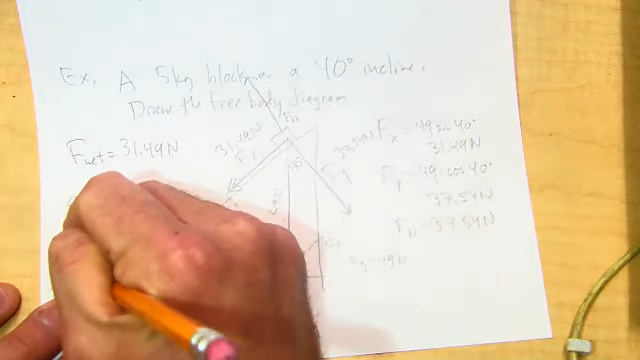 Ex. A 5kg block on a 40° incline.
Draw the free body diagram
Fnet = 31.49N
FN
31.49N
37.54N
Fx = 49 sin 40°
31.49N
Fy = 49 cos 40°
37.54N
FN = 37.54N
Fg = 49N